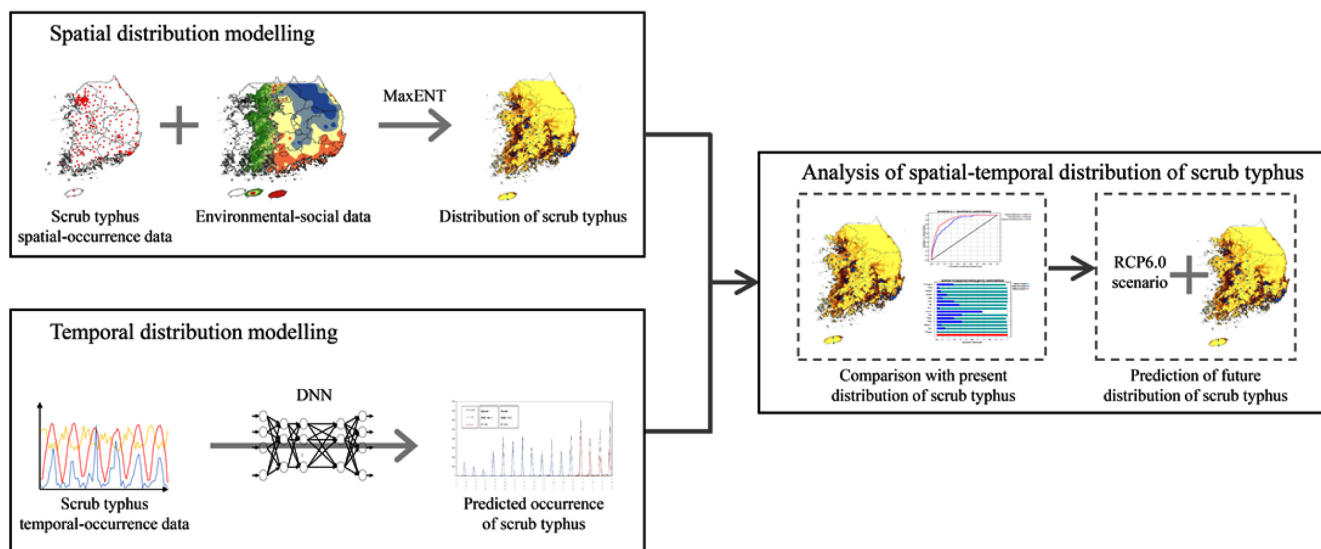 Spatial distribution modelling
MaxENT
Scrub typhus
spatial-occurrence data
Environmental-social data
Distribution of scrub typhus
Temporal distribution modelling
DNN
Scrub typhus
temporal-occurrence data
Predicted occurrence
of scrub typhus
Analysis of spatial-temporal distribution of scrub typhus
RCP6.0
scenario
Comparison with present
distribution of scrub typhus
Prediction of future
distribution of scrub typhus